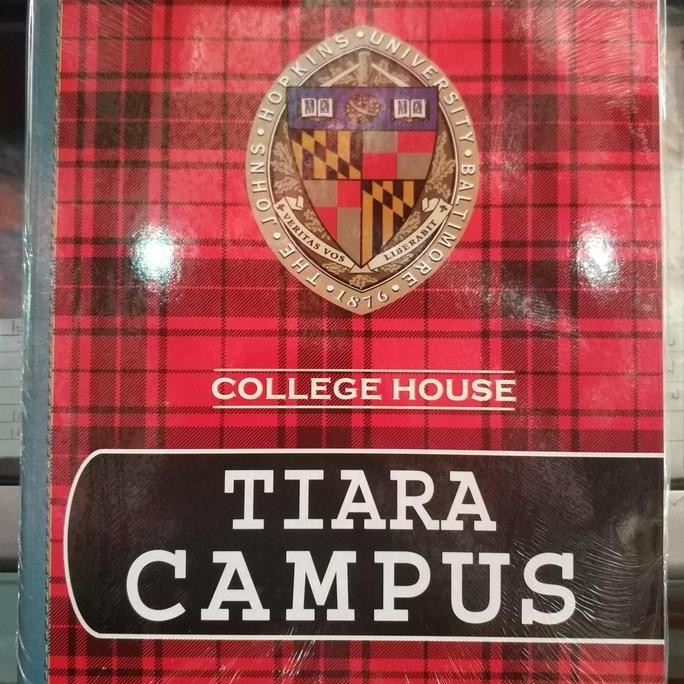 THE · JOHNS · HOPKINS · UNIVERSITY · BALTIMORE · 1876 ·
VERITAS VOS LIBERABIT
COLLEGE HOUSE
TIARA
CAMPUS